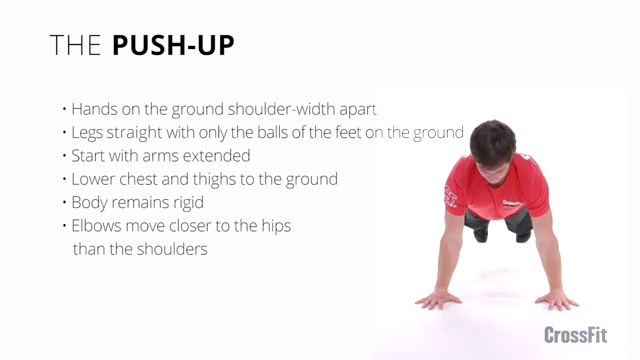 THE PUSH-UP
• Hands on the ground shoulder-width apart
• Legs straight with only the balls of the feet on the ground
• Start with arms extended
• Lower chest and thighs to the ground
• Body remains rigid
• Elbows move closer to the hips
than the shoulders
CrossFit
CrossFit